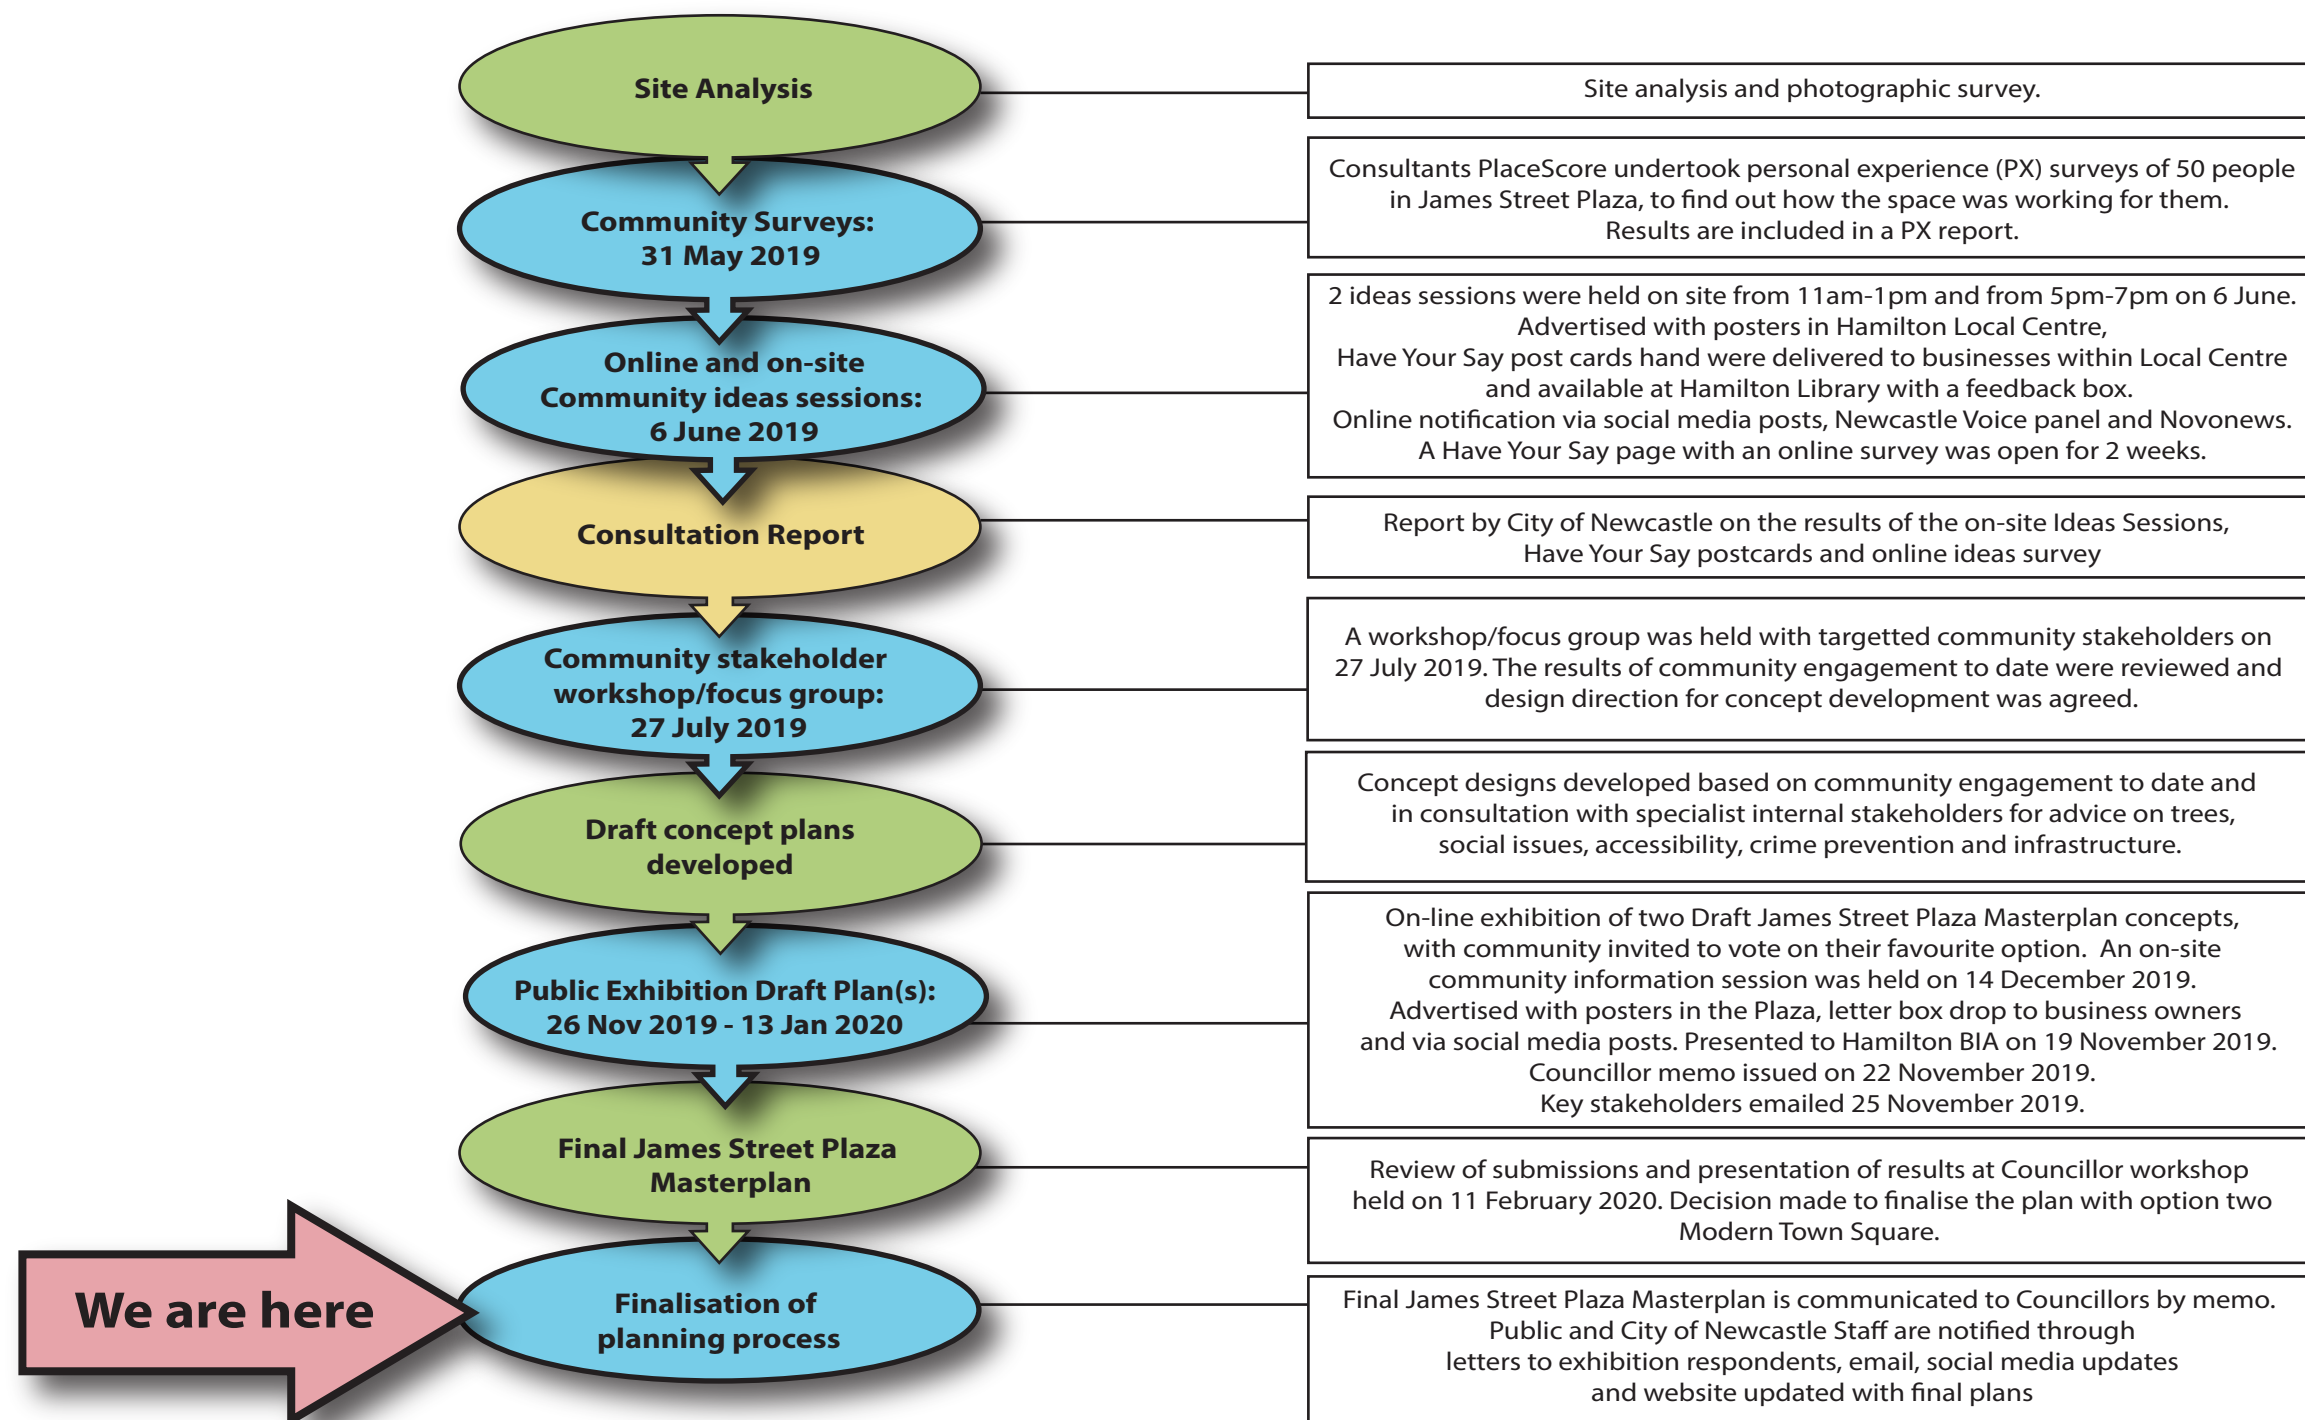 Site Analysis
Site analysis and photographic survey.
Community Surveys:
31 May 2019
Consultants PlaceScore undertook personal experience (PX) surveys of 50 people
in James Street Plaza, to find out how the space was working for them.
Results are included in a PX report.
Online and on-site
Community ideas sessions:
6 June 2019
2 ideas sessions were held on site from 11am-1pm and from 5pm-7pm on 6 June.
Advertised with posters in Hamilton Local Centre,
Have Your Say post cards hand were delivered to businesses within Local Centre
and available at Hamilton Library with a feedback box.
Online notification via social media posts, Newcastle Voice panel and Novonews.
A Have Your Say page with an online survey was open for 2 weeks.
Consultation Report
Report by City of Newcastle on the results of the on-site Ideas Sessions,
Have Your Say postcards and online ideas survey
Community stakeholder
workshop/focus group:
27 July 2019
A workshop/focus group was held with targetted community stakeholders on
27 July 2019. The results of community engagement to date were reviewed and
design direction for concept development was agreed.
Draft concept plans
developed
Concept designs developed based on community engagement to date and
in consultation with specialist internal stakeholders for advice on trees,
social issues, accessibility, crime prevention and infrastructure.
Public Exhibition Draft Plan(s):
26 Nov 2019 - 13 Jan 2020
On-line exhibition of two Draft James Street Plaza Masterplan concepts,
with community invited to vote on their favourite option.  An on-site
community information session was held on 14 December 2019.
Advertised with posters in the Plaza, letter box drop to business owners
and via social media posts. Presented to Hamilton BIA on 19 November 2019.
Councillor memo issued on 22 November 2019.
Key stakeholders emailed 25 November 2019.
Final James Street Plaza
Masterplan
Review of submissions and presentation of results at Councillor workshop
held on 11 February 2020. Decision made to finalise the plan with option two
Modern Town Square.
We are here
Finalisation of
planning process
Final James Street Plaza Masterplan is communicated to Councillors by memo.
Public and City of Newcastle Staff are notified through
letters to exhibition respondents, email, social media updates
and website updated with final plans